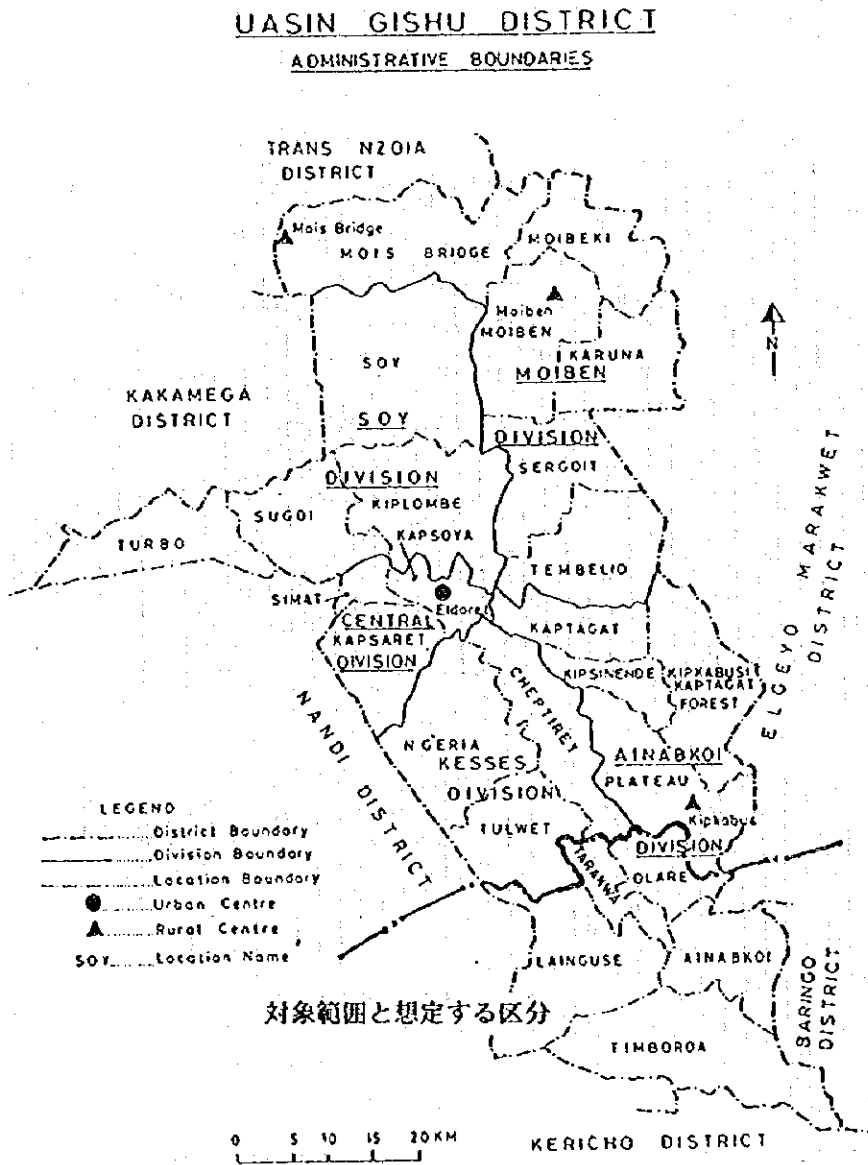 UASIN GISHU DISTRICT
ADMINISTRATIVE BOUNDARIES
TRANS NZOIA
DISTRICT
Mois Bridge
MOIS BRIDGE
MOIBEKI
Moiben
MOIBEN
KARUNA
MOIBEN
N
SOY
KAKAMEGA
DISTRICT
SOY
DIVISION
SERGOIT
DIVISION
KIPLOMBE
SUGOI
KAPSOYA
TURBO
TEMBELIO
SIMAT
Eldoret
CENTRAL
KAPSARET
DIVISION
KAPTAGAT
ELGEYO MARAKWET
DISTRICT
KIPSINENDE
KIPKABUSI
KAPTAGAT
FOREST
CHEPTIRET
NANDI DISTRICT
NGERIA
KESSES
DIVISION
TULWET
AINABKOI
PLATEAU
Kipkabus
DIVISION
OLARE
TARAKWA
LEGEND
District Boundary
Division Boundary
Location Boundary
Urban Centre
Rural Centre
SOY Location Name
LAINGUSE
AINABKOI
BARINGO
DISTRICT
対象範囲と想定する区分
TIMBOROA
0 5 10 15 20 KM
KERICHO DISTRICT